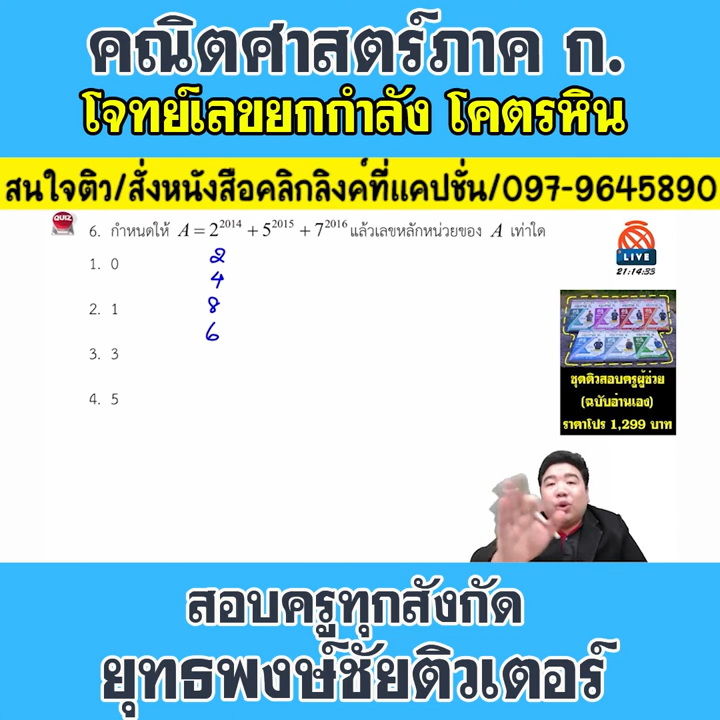 คณิตศาสตร์ภาค ก.
โจทย์เลขยกกำลัง โคตรหิน
สนใจติว/สั่งหนังสือคลิกลิงค์ที่แคปชั่น/097-9645890
QUIZ
6. กำหนดให้ A = 2^2014 + 5^2015 + 7^2016 แล้วเลขหลักหน่วยของ A เท่าใด
1. 0
2. 1
3. 3
4. 5
2
4
8
6
LIVE
21:14:33
ชุดติวสอบครูผู้ช่วย
(ฉบับอ่านเอง)
ราคาโปร 1,299 บาท
สอบครูทุกสังกัด
ยุทธพงษ์ชัยติวเตอร์